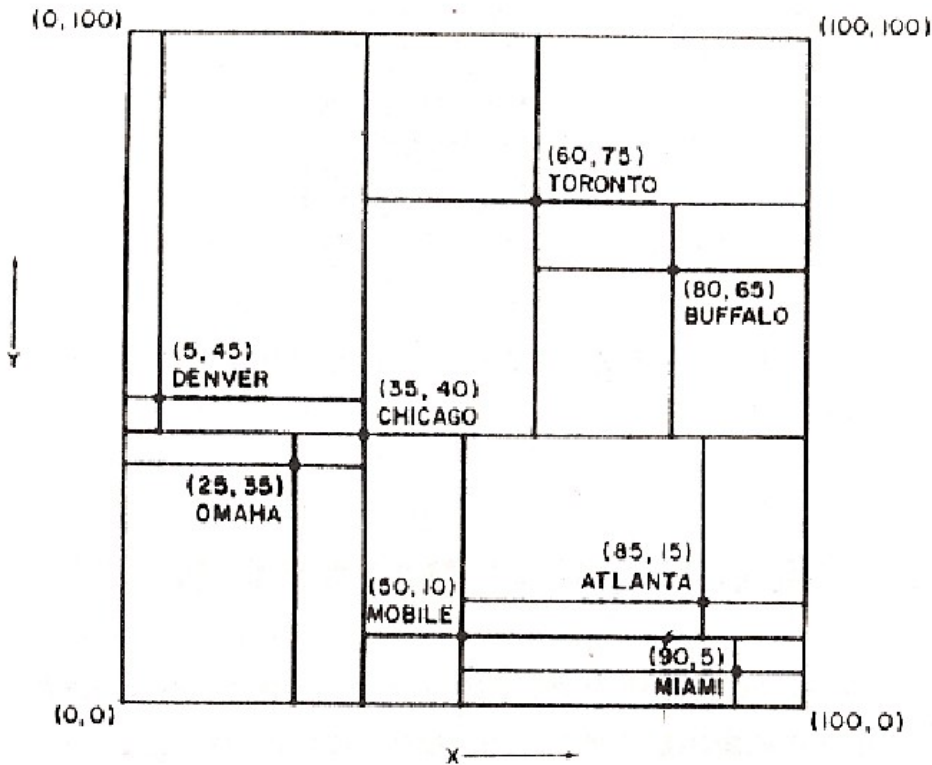 (0,100)
(100,100)
(60,75)
TORONTO
(80,65)
BUFFALO
Y
(5,45)
DENVER
(35,40)
CHICAGO
(25,35)
OMAHA
(85,15)
ATLANTA
(50,10)
MOBILE
(90,5)
MIAMI
(0,0)
(100,0)
X